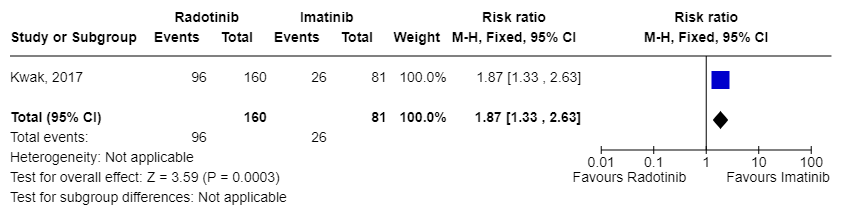 Radotinib Imatinib Risk ratio Risk ratio
Study or Subgroup Events Total Events Total Weight M-H, Fixed, 95% CI M-H, Fixed, 95% CI
Kwak, 2017 96 160 26 81 100.0% 1.87 [1.33 , 2.63]
Total (95% CI) 160 81 100.0% 1.87 [1.33 , 2.63]
Total events: 96 26
Heterogeneity: Not applicable
Test for overall effect: Z = 3.59 (P = 0.0003)
Test for subgroup differences: Not applicable
0.01 0.1 1 10 100
Favours Radotinib Favours Imatinib